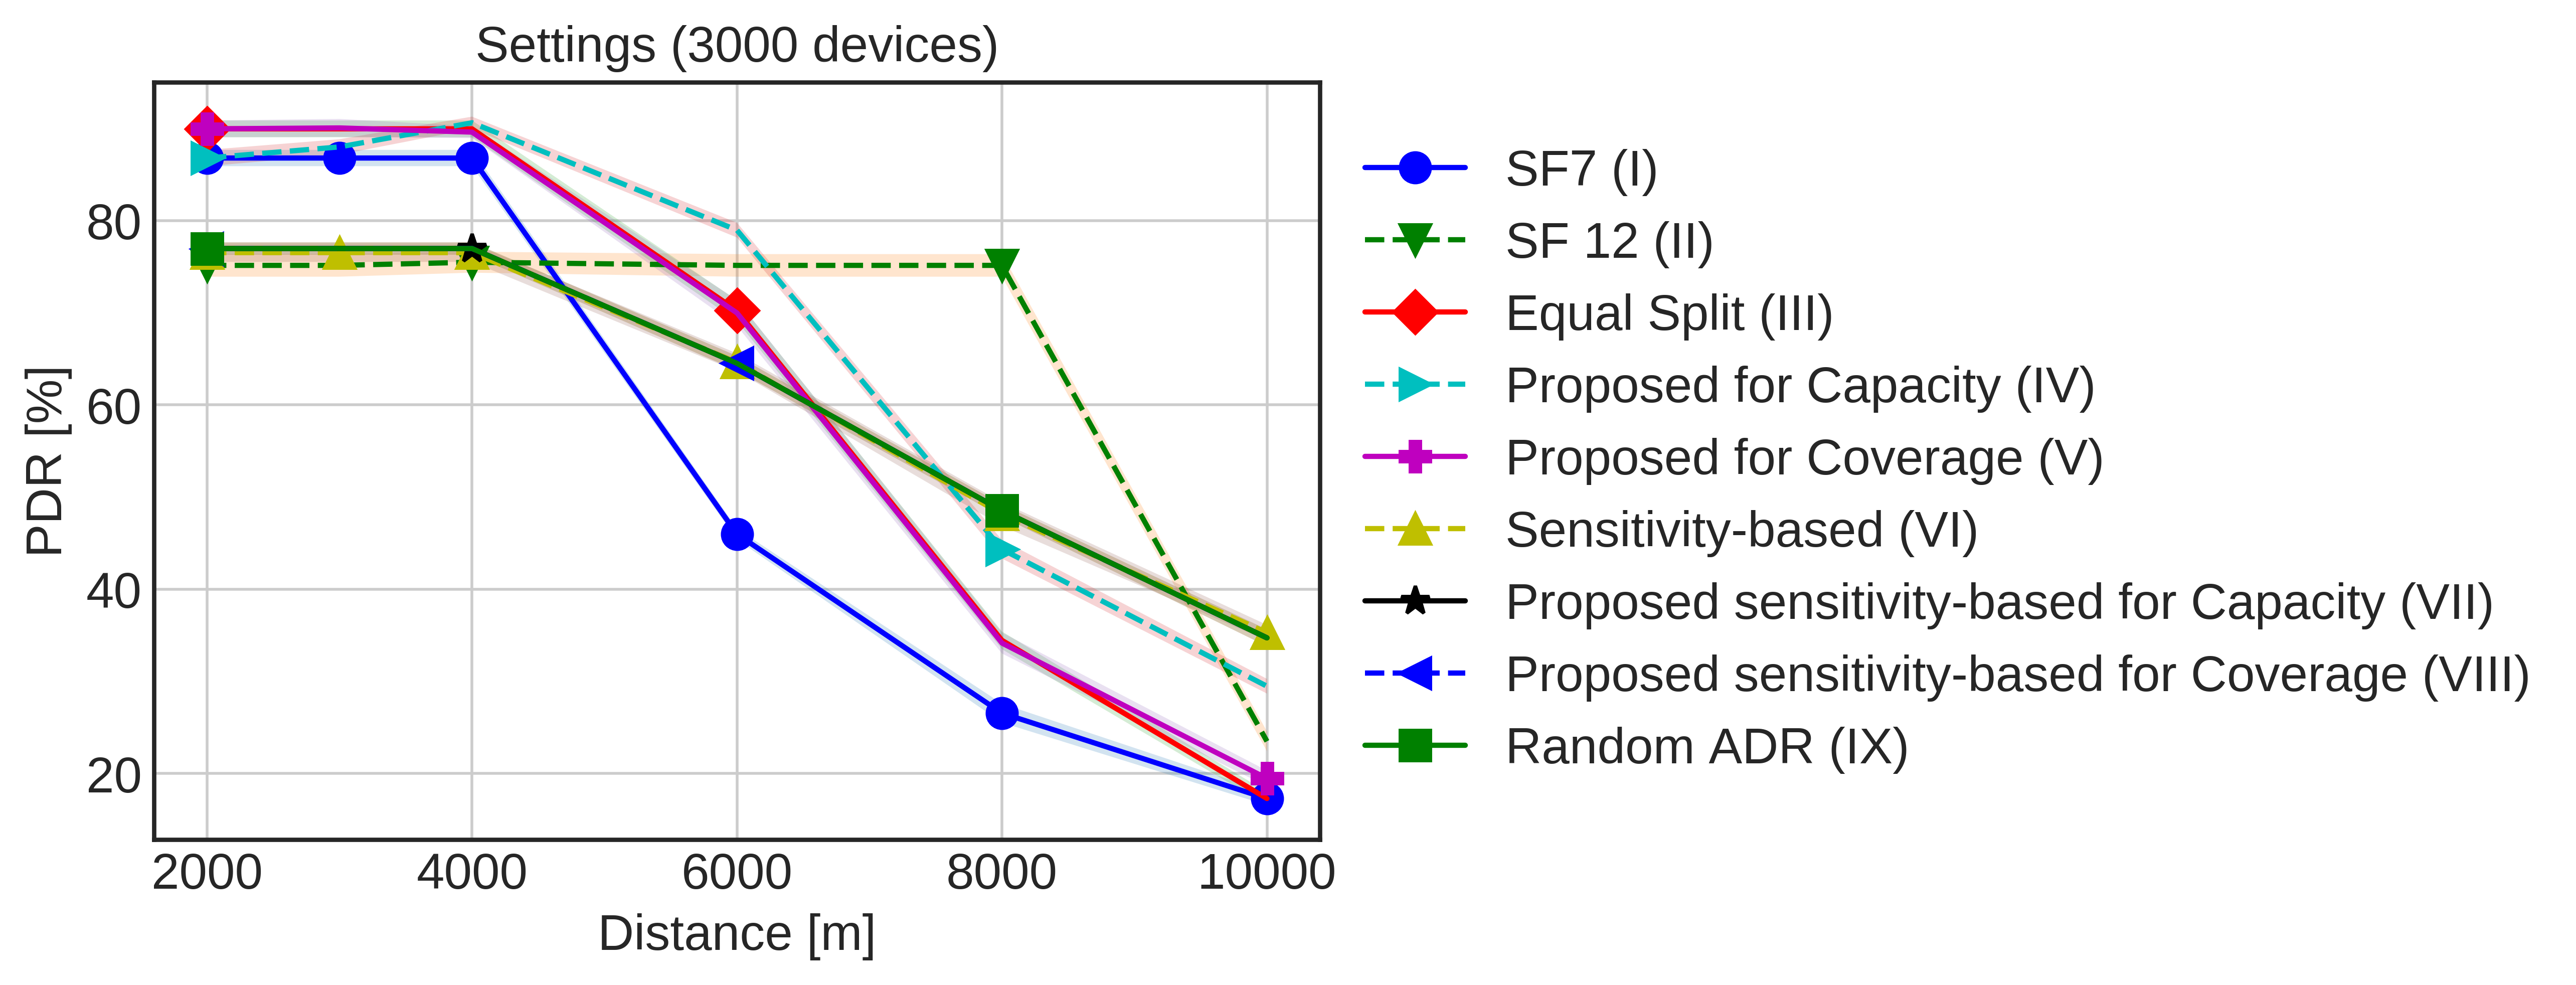 Settings (3000 devices)
PDR [%]
80
60
40
20
2000
4000
6000
8000
10000
Distance [m]
SF7 (I)
SF 12 (II)
Equal Split (III)
Proposed for Capacity (IV)
Proposed for Coverage (V)
Sensitivity-based (VI)
Proposed sensitivity-based for Capacity (VII)
Proposed sensitivity-based for Coverage (VIII)
Random ADR (IX)